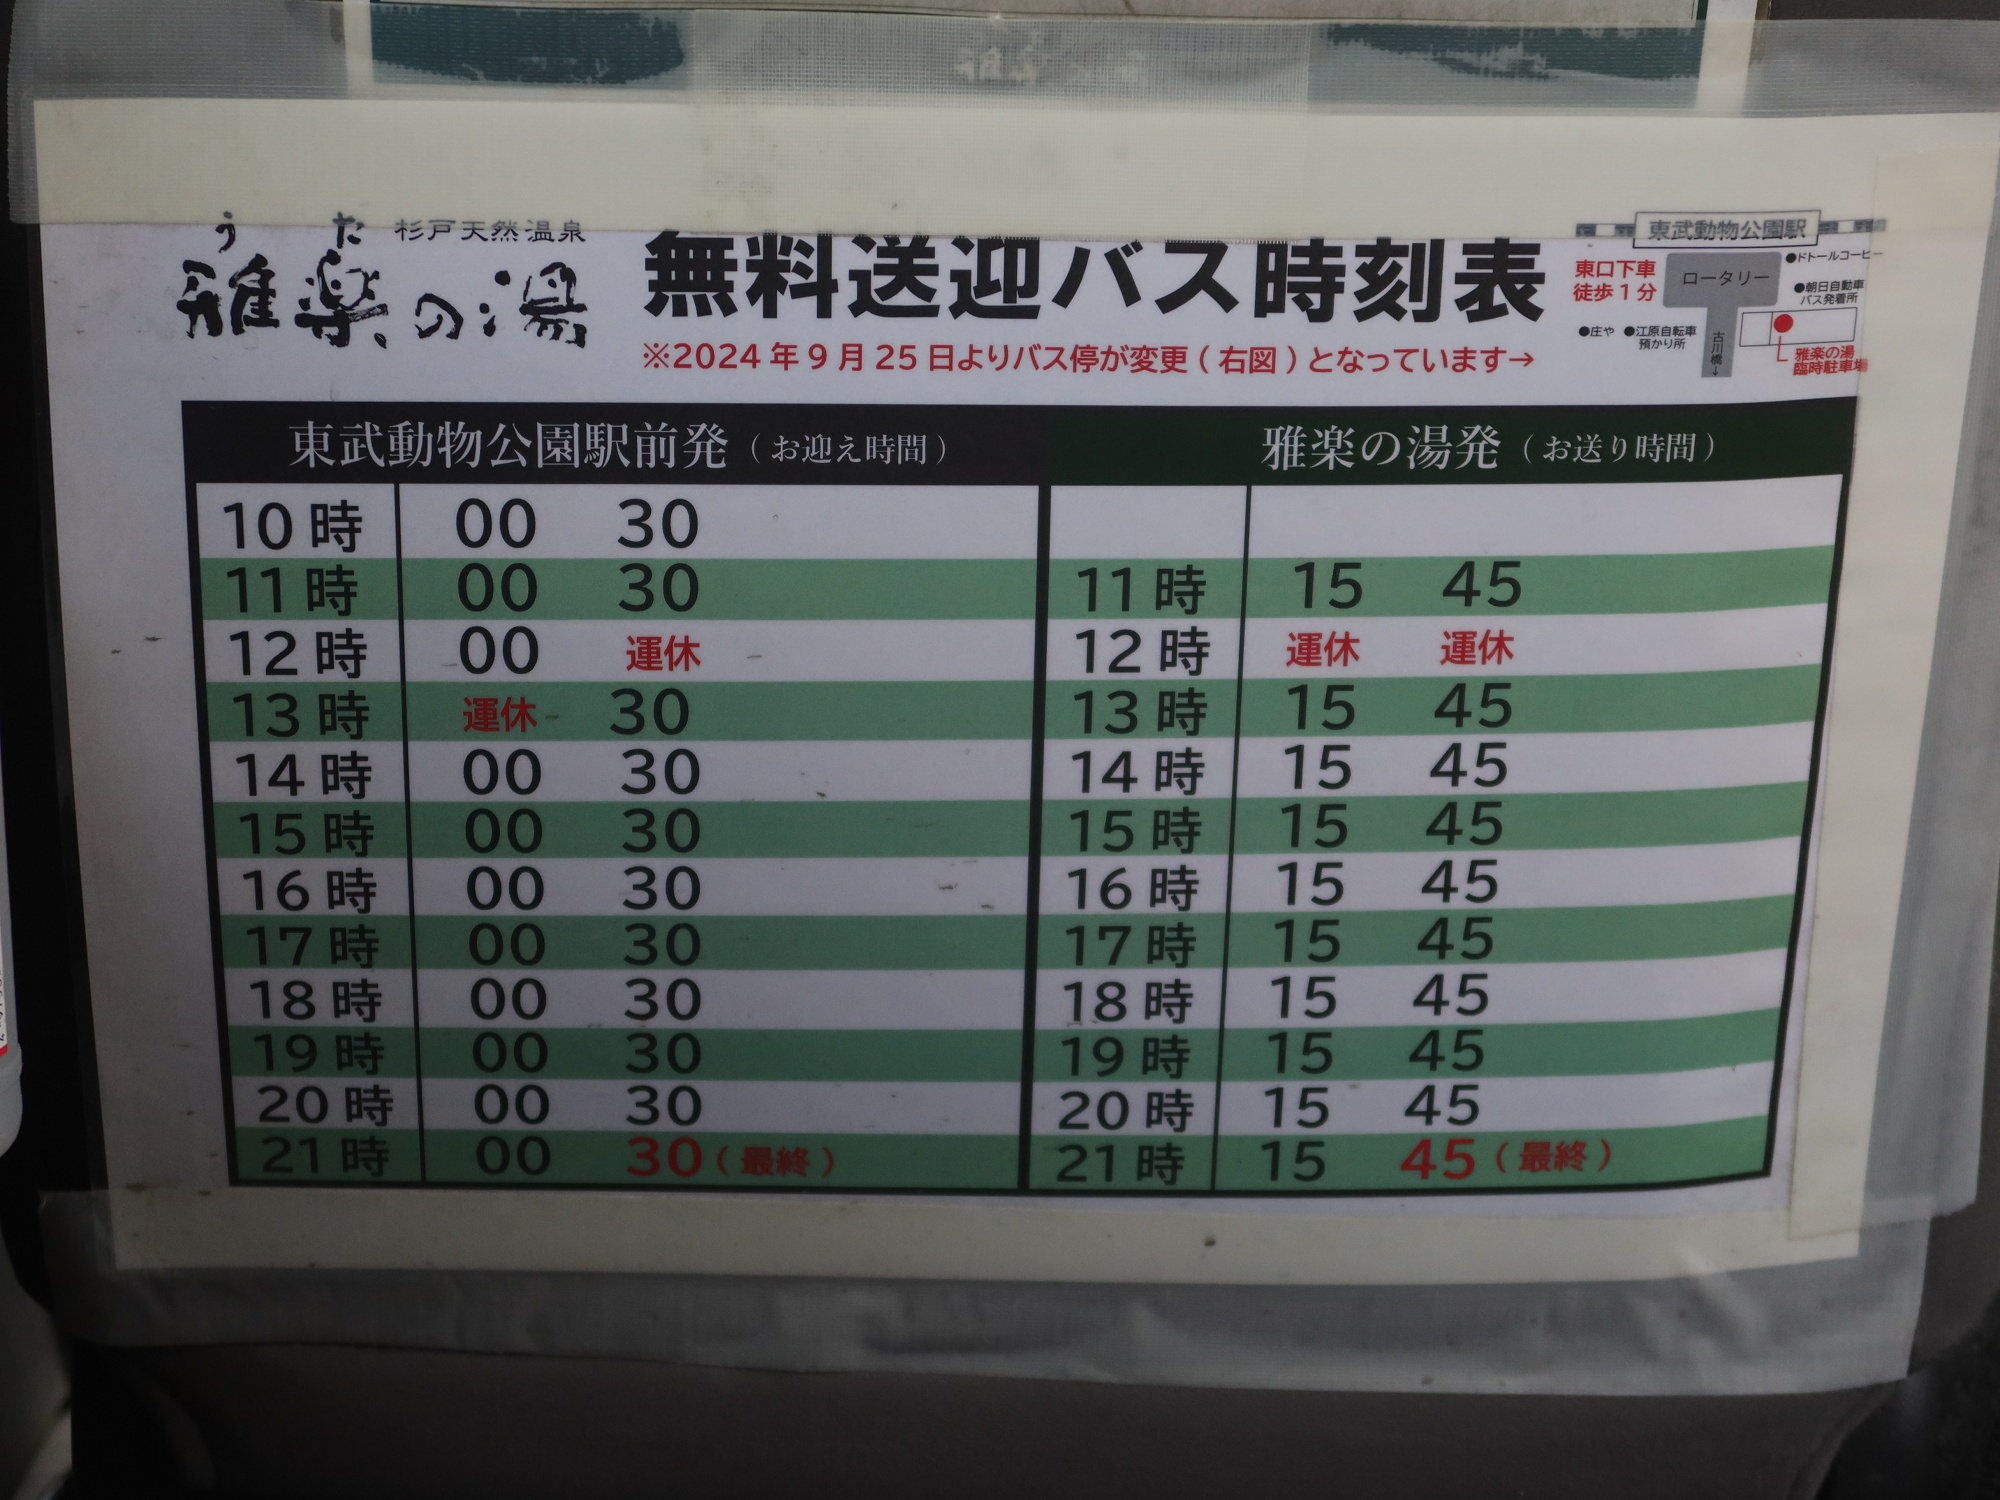 うた 杉戸天然温泉
雅楽の湯
無料送迎バス時刻表
※2024年9月25日よりバス停が変更(右図)となっています→
東武動物公園駅
東口下車
徒歩1分
ロータリー
●ドトールコーヒー
●朝日自動車
バス発着所
●庄や ●江原自転車
預かり所
古川橋↓
雅楽の湯
臨時駐車場
東武動物公園駅前発(お迎え時間) 雅楽の湯発(お送り時間)
10時 00 30
11時 00 30 11時 15 45
12時 00 運休 12時 運休 運休
13時 運休 30 13時 15 45
14時 00 30 14時 15 45
15時 00 30 15時 15 45
16時 00 30 16時 15 45
17時 00 30 17時 15 45
18時 00 30 18時 15 45
19時 00 30 19時 15 45
20時 00 30 20時 15 45
21時 00 30(最終) 21時 15 45(最終)